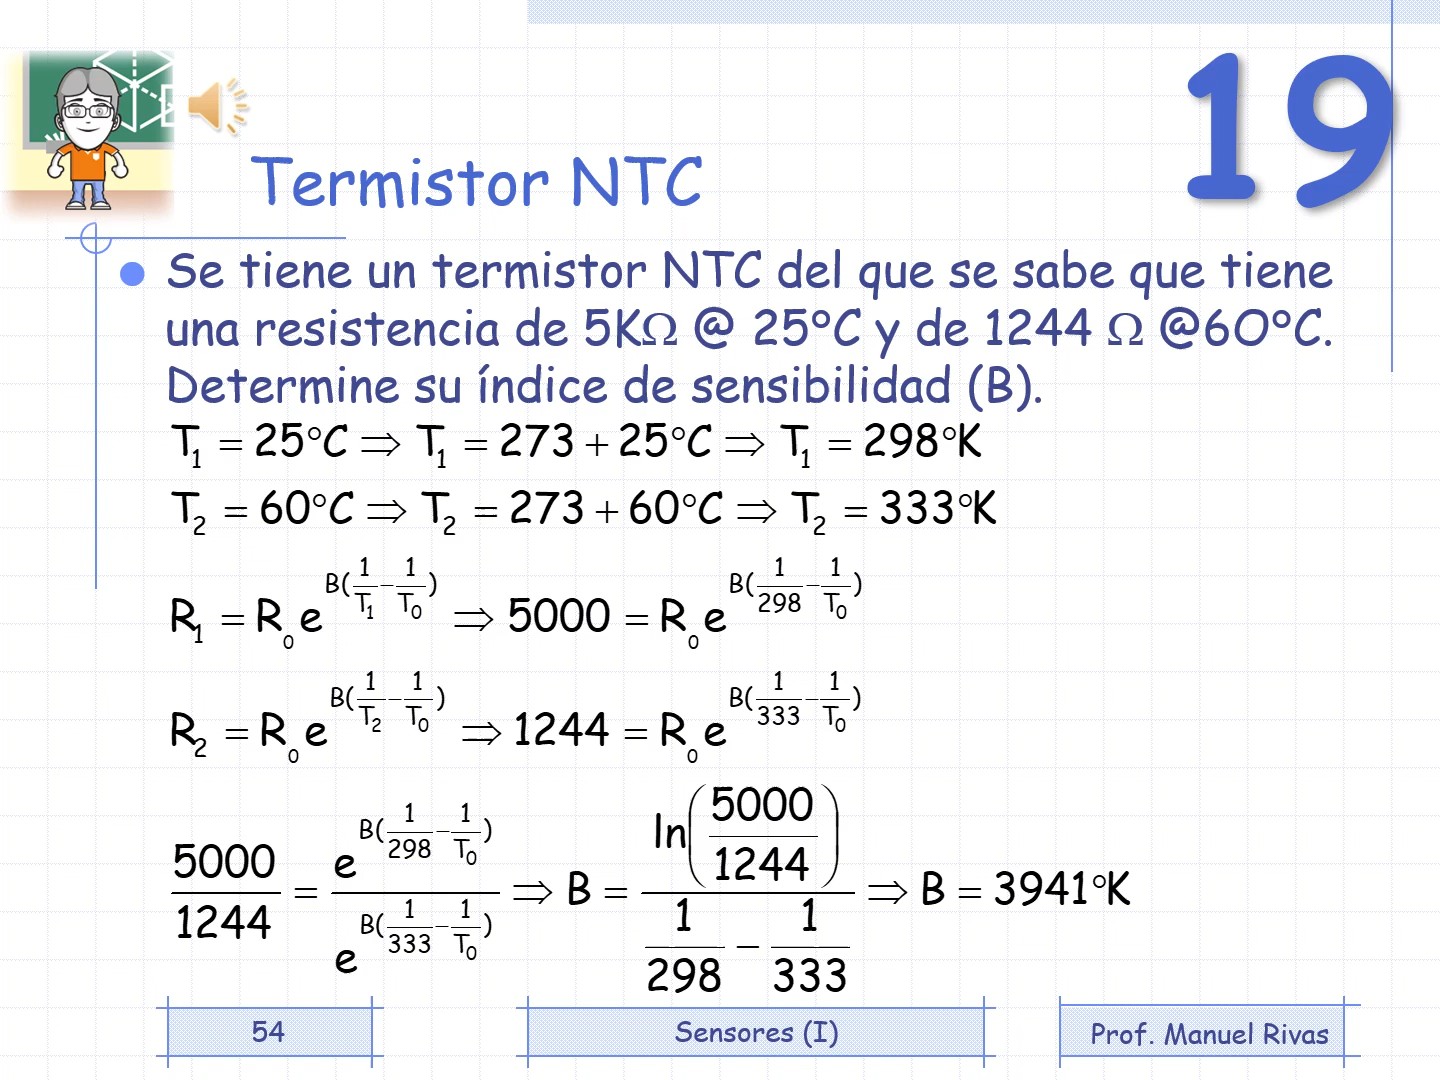 19
Termistor NTC
Se tiene un termistor NTC del que se sabe que tiene
una resistencia de 5KΩ @ 25°C y de 1244 Ω @60°C.
Determine su índice de sensibilidad (B).
T₁ = 25°C ⇒ T₁ = 273 + 25°C ⇒ T₁ = 298°K
T₂ = 60°C ⇒ T₂ = 273 + 60°C ⇒ T₂ = 333°K
R₁ = R₀ e^{B(1/T₁ − 1/T₀)} ⇒ 5000 = R₀ e^{B(1/298 − 1/T₀)}
R₂ = R₀ e^{B(1/T₂ − 1/T₀)} ⇒ 1244 = R₀ e^{B(1/333 − 1/T₀)}
5000/1244 = e^{B(1/298 − 1/T₀)} / e^{B(1/333 − 1/T₀)} ⇒ B = ln(5000/1244) / (1/298 − 1/333) ⇒ B = 3941°K
54
Sensores (I)
Prof. Manuel Rivas